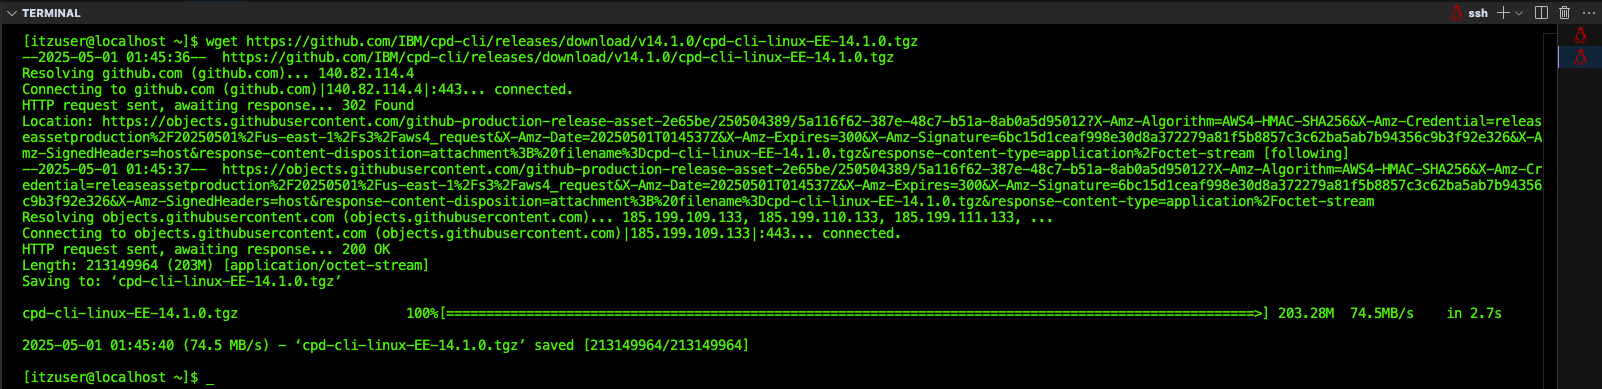 TERMINAL
ssh
[itzuser@localhost ~]$ wget https://github.com/IBM/cpd-cli/releases/download/v14.1.0/cpd-cli-linux-EE-14.1.0.tgz
--2025-05-01 01:45:36--  https://github.com/IBM/cpd-cli/releases/download/v14.1.0/cpd-cli-linux-EE-14.1.0.tgz
Resolving github.com (github.com)... 140.82.114.4
Connecting to github.com (github.com)|140.82.114.4|:443... connected.
HTTP request sent, awaiting response... 302 Found
Location: https://objects.githubusercontent.com/github-production-release-asset-2e65be/250504389/5a116f62-387e-48c7-b51a-8ab0a5d95012?X-Amz-Algorithm=AWS4-HMAC-SHA256&X-Amz-Credential=releas
eassetproduction%2F20250501%2Fus-east-1%2Fs3%2Faws4_request&X-Amz-Date=20250501T014537Z&X-Amz-Expires=300&X-Amz-Signature=6bc15d1ceaf998e30d8a372279a81f5b8857c3c62ba5ab7b94356c9b3f92e326&X-A
mz-SignedHeaders=host&response-content-disposition=attachment%3B%20filename%3Dcpd-cli-linux-EE-14.1.0.tgz&response-content-type=application%2Foctet-stream [following]
--2025-05-01 01:45:37--  https://objects.githubusercontent.com/github-production-release-asset-2e65be/250504389/5a116f62-387e-48c7-b51a-8ab0a5d95012?X-Amz-Algorithm=AWS4-HMAC-SHA256&X-Amz-Cr
edential=releaseassetproduction%2F20250501%2Fus-east-1%2Fs3%2Faws4_request&X-Amz-Date=20250501T014537Z&X-Amz-Expires=300&X-Amz-Signature=6bc15d1ceaf998e30d8a372279a81f5b8857c3c62ba5ab7b94356
c9b3f92e326&X-Amz-SignedHeaders=host&response-content-disposition=attachment%3B%20filename%3Dcpd-cli-linux-EE-14.1.0.tgz&response-content-type=application%2Foctet-stream
Resolving objects.githubusercontent.com (objects.githubusercontent.com)... 185.199.109.133, 185.199.110.133, 185.199.111.133, ...
Connecting to objects.githubusercontent.com (objects.githubusercontent.com)|185.199.109.133|:443... connected.
HTTP request sent, awaiting response... 200 OK
Length: 213149964 (203M) [application/octet-stream]
Saving to: ‘cpd-cli-linux-EE-14.1.0.tgz’
cpd-cli-linux-EE-14.1.0.tgz                     100%[=====================================================================================================>] 203.28M  74.5MB/s    in 2.7s
2025-05-01 01:45:40 (74.5 MB/s) - ‘cpd-cli-linux-EE-14.1.0.tgz’ saved [213149964/213149964]
[itzuser@localhost ~]$ _